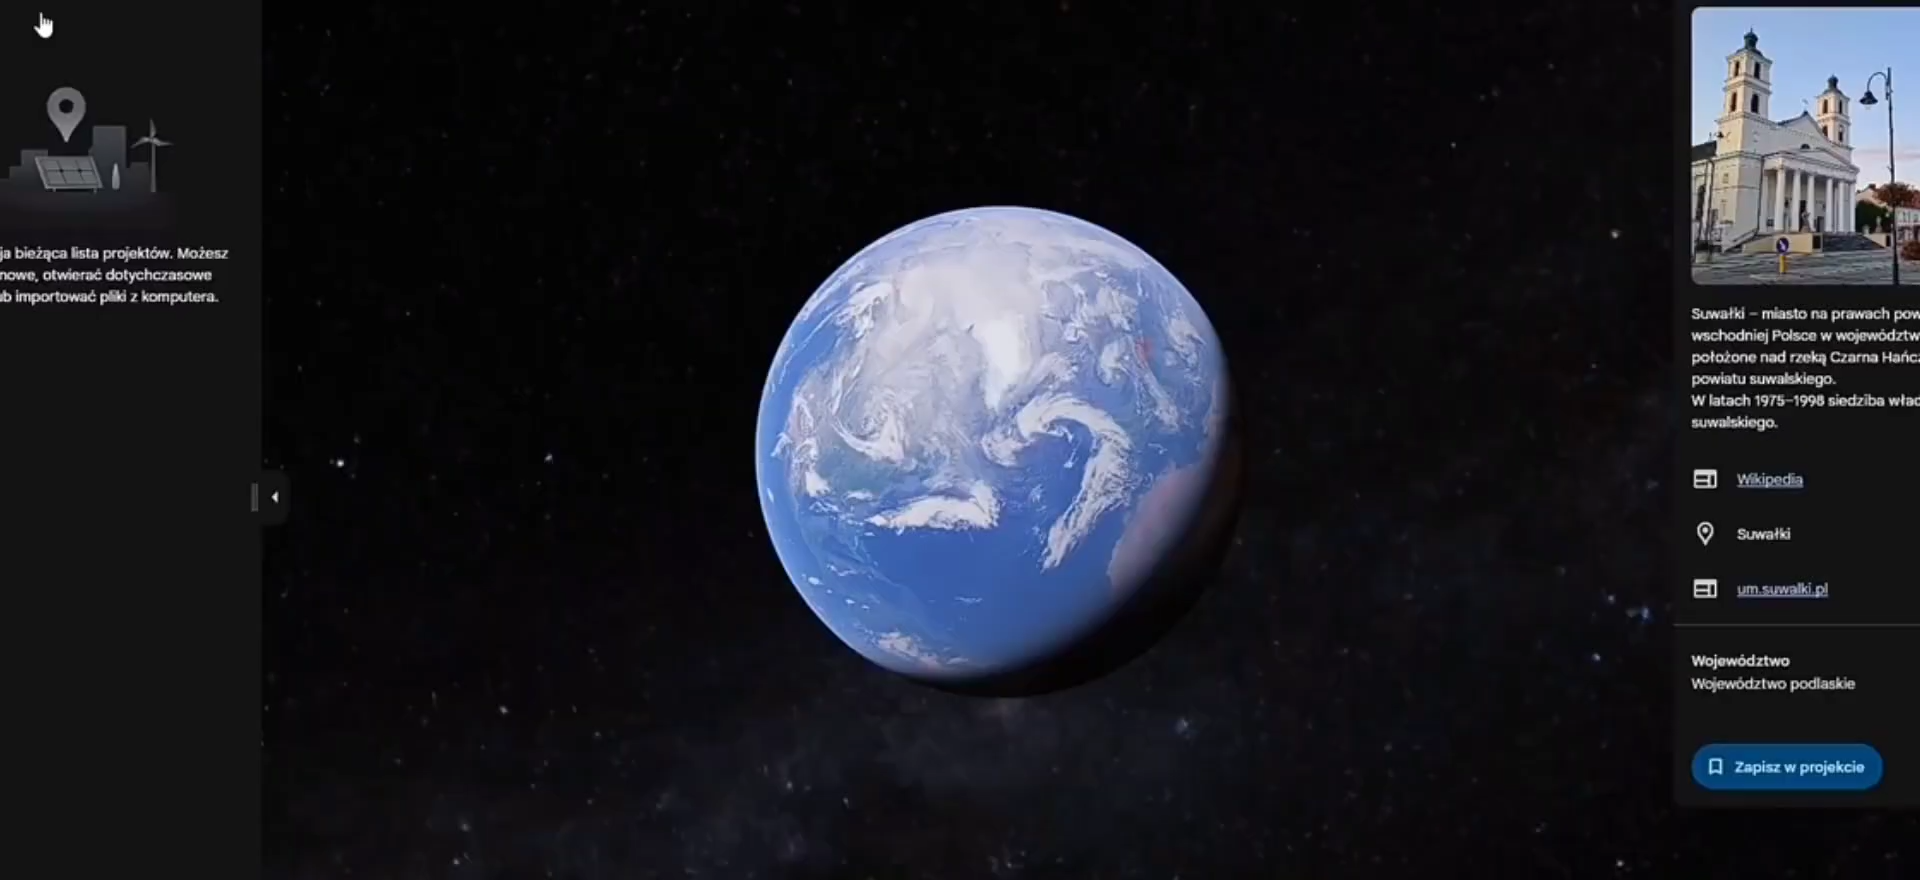 ja bieżąca lista projektów. Możesz
nowe, otwierać dotychczasowe
ub importować pliki z komputera.
Suwałki – miasto na prawach pow
wschodniej Polsce w województw
położone nad rzeką Czarna Hańcz
powiatu suwalskiego.
W latach 1975–1998 siedziba wład
suwalskiego.
Wikipedia
Suwałki
um.suwalki.pl
Województwo
Województwo podlaskie
Zapisz w projekcie